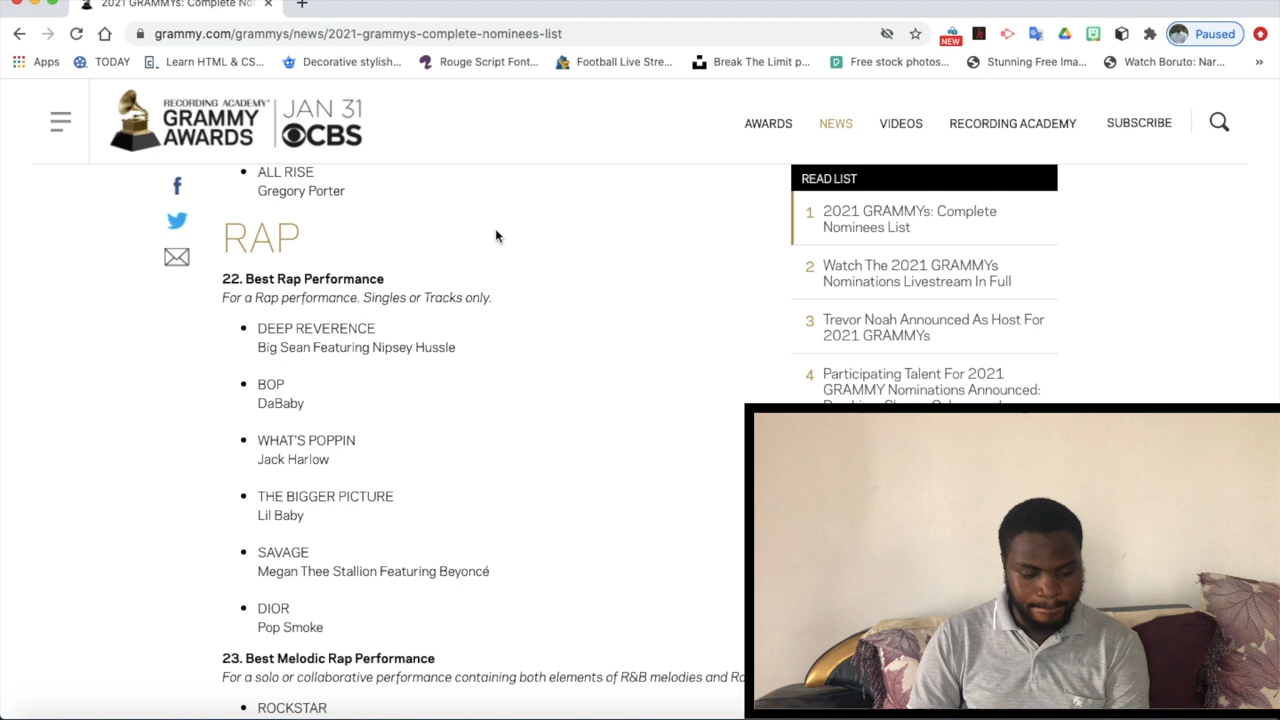 2021 GRAMMYs: Complete Nom
grammy.com/grammys/news/2021-grammys-complete-nominees-list
NEW
Paused
Apps
TODAY
Learn HTML & CS...
Decorative stylish...
Rouge Script Font...
Football Live Stre...
Break The Limit p...
Free stock photos...
Stunning Free Ima...
Watch Boruto: Nar...
»
RECORDING ACADEMY
GRAMMY
AWARDS
JAN 31
CBS
AWARDS
NEWS
VIDEOS
RECORDING ACADEMY
SUBSCRIBE
ALL RISE
Gregory Porter
RAP
22. Best Rap Performance
For a Rap performance. Singles or Tracks only.
DEEP REVERENCE
Big Sean Featuring Nipsey Hussle
BOP
DaBaby
WHAT'S POPPIN
Jack Harlow
THE BIGGER PICTURE
Lil Baby
SAVAGE
Megan Thee Stallion Featuring Beyoncé
DIOR
Pop Smoke
23. Best Melodic Rap Performance
For a solo or collaborative performance containing both elements of R&B melodies and
ROCKSTAR
READ LIST
1 2021 GRAMMYs: Complete
Nominees List
2 Watch The 2021 GRAMMYs
Nominations Livestream In Full
3 Trevor Noah Announced As Host For
2021 GRAMMYs
4 Participating Talent For 2021
GRAMMY Nominations Announced: